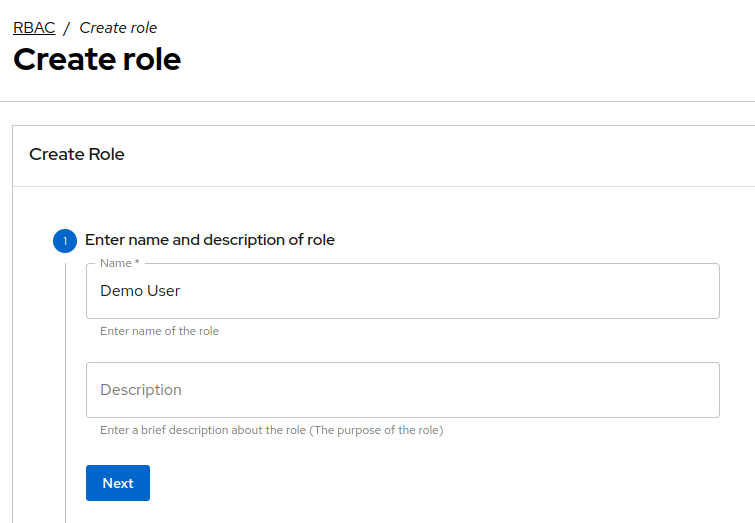 RBAC / Create role
Create role
Create Role
1 Enter name and description of role
Name *
Demo User
Enter name of the role
Description
Enter a brief description about the role (The purpose of the role)
Next